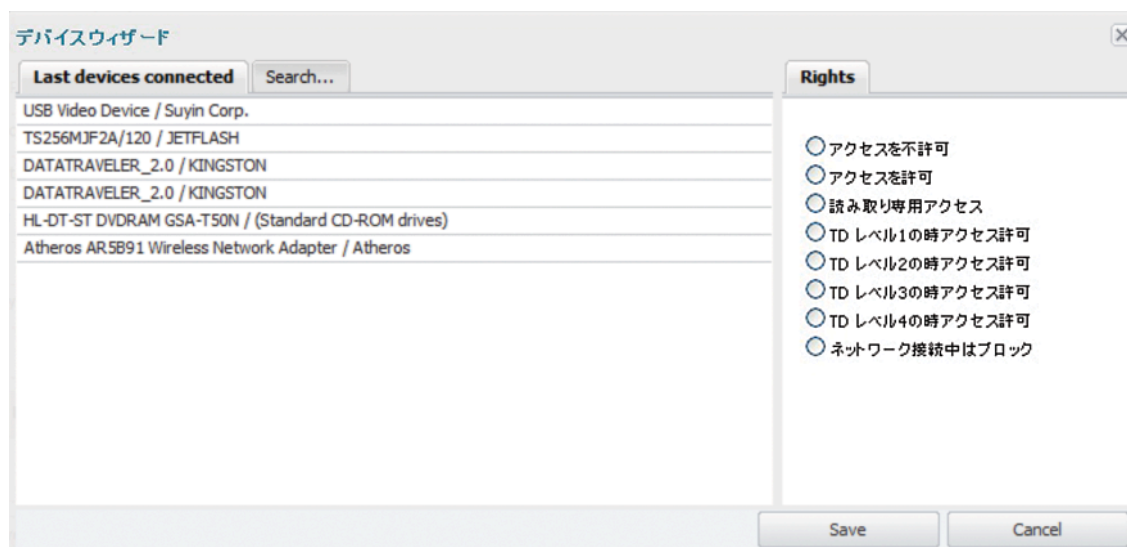 デバイスウィザード
Last devices connected
Search...
USB Video Device / Suyin Corp.
TS256MJF2A/120 / JETFLASH
DATATRAVELER_2.0 / KINGSTON
DATATRAVELER_2.0 / KINGSTON
HL-DT-ST DVDRAM GSA-T50N / (Standard CD-ROM drives)
Atheros AR5B91 Wireless Network Adapter / Atheros
Rights
アクセスを不許可
アクセスを許可
読み取り専用アクセス
TD レベル1の時アクセス許可
TD レベル2の時アクセス許可
TD レベル3の時アクセス許可
TD レベル4の時アクセス許可
ネットワーク接続中はブロック
Save
Cancel